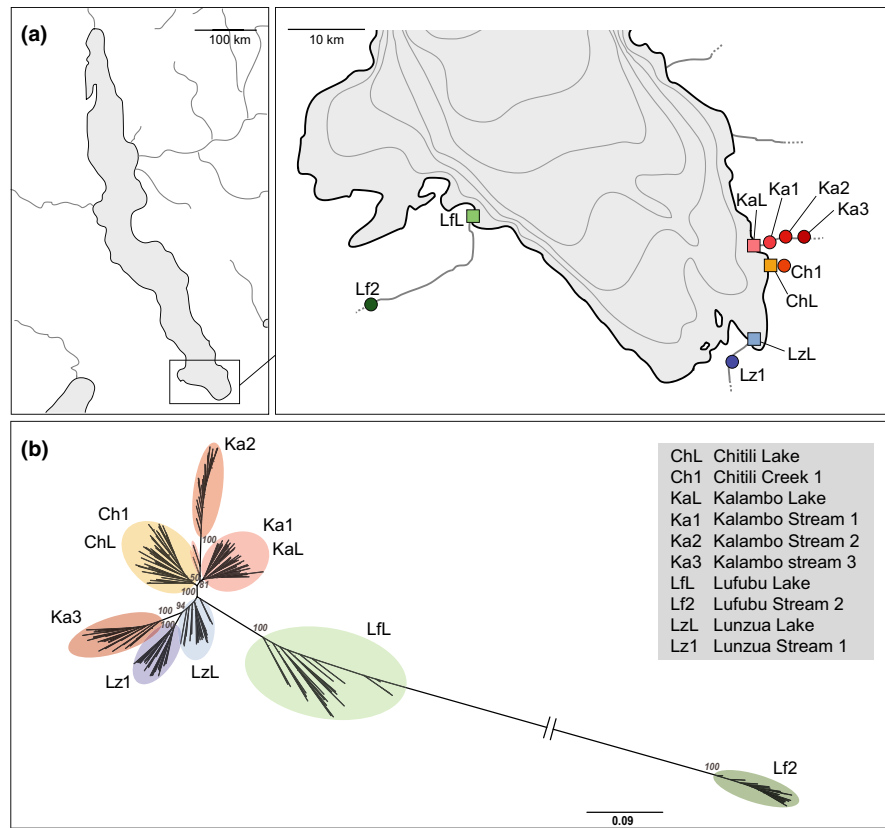 (a)
100 km
10 km
LfL
Lf2
KaL
Ka1
Ka2
Ka3
Ch1
ChL
LzL
Lz1
(b)
Ka2
Ch1
ChL
Ka1
KaL
100
50
81
100
94
100
100
Ka3
Lz1
LzL
100
LfL
100
Lf2
0.09
ChL Chitili Lake
Ch1 Chitili Creek 1
KaL Kalambo Lake
Ka1 Kalambo Stream 1
Ka2 Kalambo Stream 2
Ka3 Kalambo stream 3
LfL Lufubu Lake
Lf2 Lufubu Stream 2
LzL Lunzua Lake
Lz1 Lunzua Stream 1